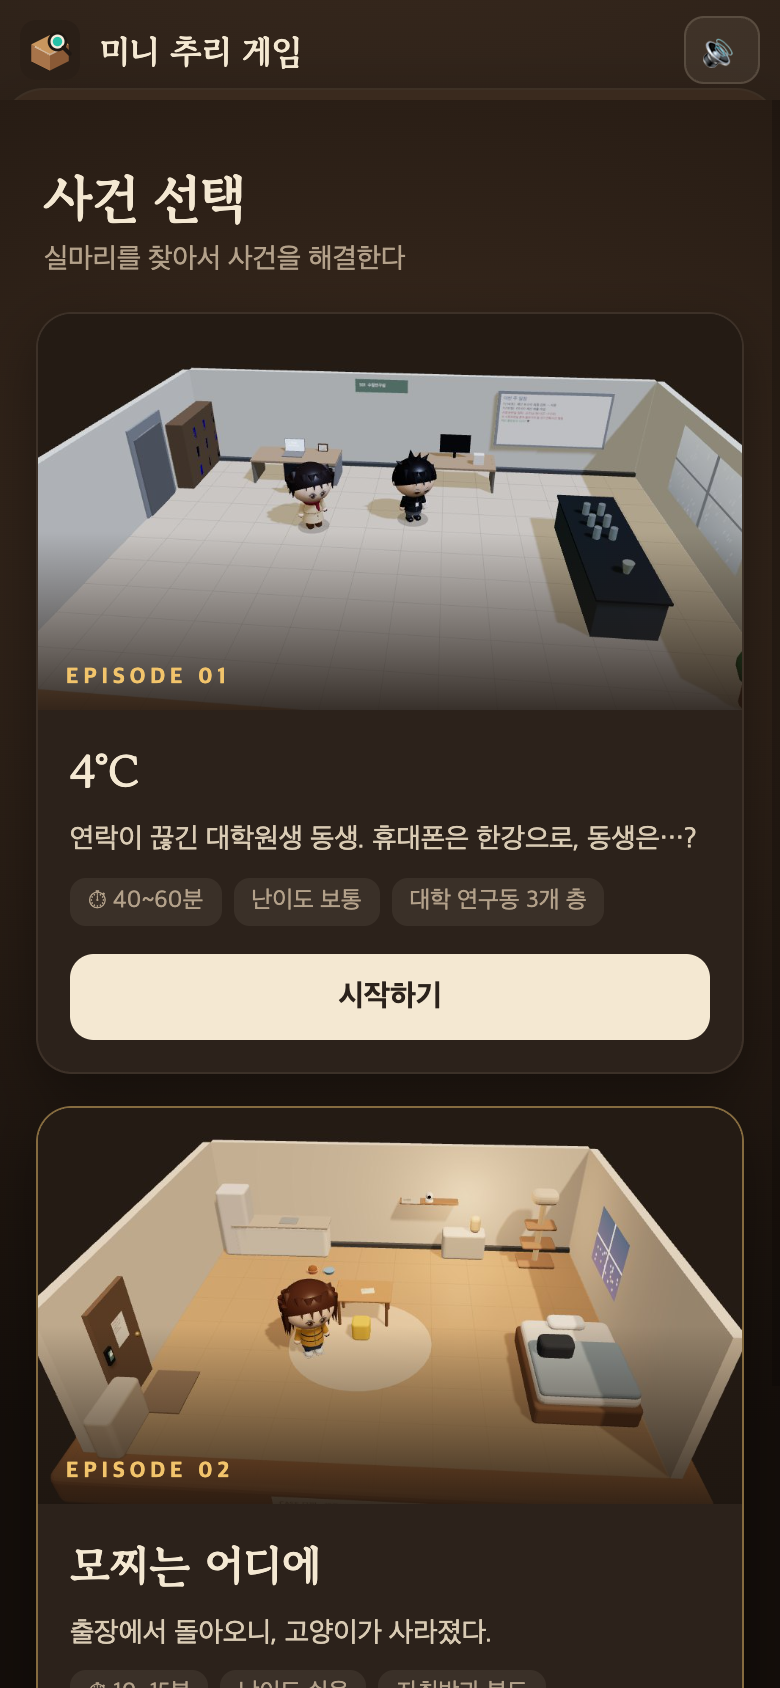 미니 추리 게임
사건 선택
실마리를 찾아서 사건을 해결한다
EPISODE 01
4°C
연락이 끊긴 대학원생 동생. 휴대폰은 한강으로, 동생은…?
40~60분
난이도 보통
대학 연구동 3개 층
시작하기
EPISODE 02
모찌는 어디에
출장에서 돌아오니, 고양이가 사라졌다.